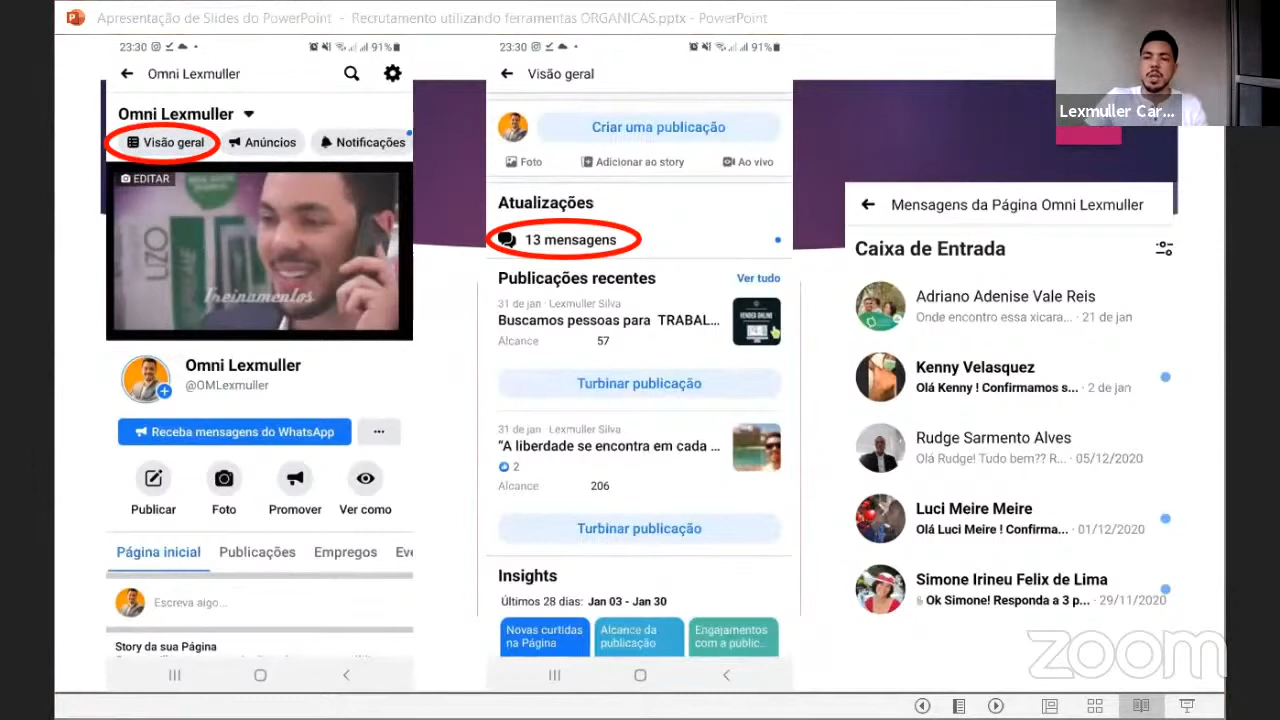 Apresentação de Slides do PowerPoint - Recrutamento utilizando ferramentas ORGANICAS.pptx - PowerPoint
Lexmuller Car...
23:30 91%
Omni Lexmuller
Omni Lexmuller
Visão geral
Anúncios
Notificações
EDITAR
LIZO
Treinamentos
Omni Lexmuller
@OMLexmuller
Receba mensagens do WhatsApp
...
Publicar
Foto
Promover
Ver como
Página inicial
Publicações
Empregos
Eve
Escreva algo...
Story da sua Página
23:30 91%
Visão geral
Criar uma publicação
Foto
Adicionar ao story
Ao vivo
Atualizações
13 mensagens
Publicações recentes
Ver tudo
31 de jan · Lexmuller Silva
Buscamos pessoas para TRABAL...
Alcance 57
VENDER ONLINE
Turbinar publicação
31 de jan · Lexmuller Silva
“A liberdade se encontra em cada ...
2
Alcance 206
Turbinar publicação
Insights
Últimos 28 dias: Jan 03 - Jan 30
Novas curtidas
na Página
Alcance da
publicação
Engajamentos
com a public...
Mensagens da Página Omni Lexmuller
Caixa de Entrada
Adriano Adenise Vale Reis
Onde encontro essa xicara... · 21 de jan
Kenny Velasquez
Olá Kenny ! Confirmamos s... · 2 de jan
Rudge Sarmento Alves
Olá Rudge! Tudo bem?? R... · 05/12/2020
Luci Meire Meire
Olá Luci Meire ! Confirma... · 01/12/2020
Simone Irineu Felix de Lima
Ok Simone! Responda a 3 p... · 29/11/2020
zoom